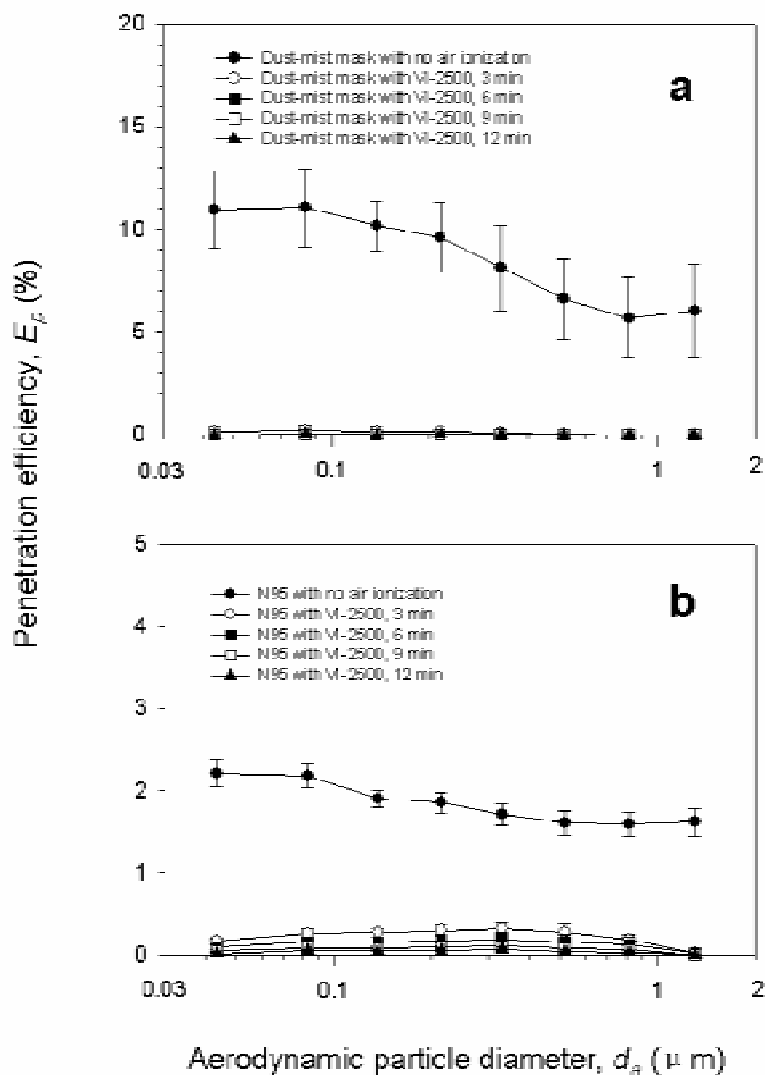 20
15
10
5
0
Dust-mist mask with no air ionization
Dust-mist mask with VI-2500, 3 min
Dust-mist mask with VI-2500, 6 min
Dust-mist mask with VI-2500, 9 min
Dust-mist mask with VI-2500, 12 min
a
0.03 0.1 1 2
Penetration efficiency, Eₚ (%)
5
4
3
2
1
0
N95 with no air ionization
N95 with VI-2500, 3 min
N95 with VI-2500, 6 min
N95 with VI-2500, 9 min
N95 with VI-2500, 12 min
b
0.03 0.1 1 2
Aerodynamic particle diameter, dₐ (μ m)